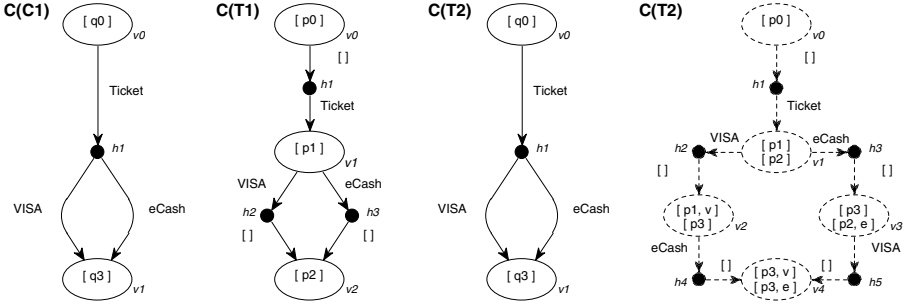 C(C1)
[ q0 ]
v0
Ticket
h1
VISA
eCash
[ q3 ]
v1
C(T1)
[ p0 ]
v0
[ ]
h1
Ticket
[ p1 ]
v1
VISA
eCash
h2
h3
[ ]
[ ]
[ p2 ]
v2
C(T2)
[ q0 ]
v0
Ticket
h1
VISA
eCash
[ q3 ]
v1
C(T2)
[ p0 ]
v0
[ ]
h1
Ticket
VISA
eCash
h2
[ p1 ]
[ p2 ]
v1
h3
[ ]
[ ]
[ p1, v ]
[ p3 ]
v2
[ p3 ]
[ p2, e ]
v3
eCash
VISA
[ ]
[ ]
h4
[ p3, v ]
[ p3, e ]
v4
h5